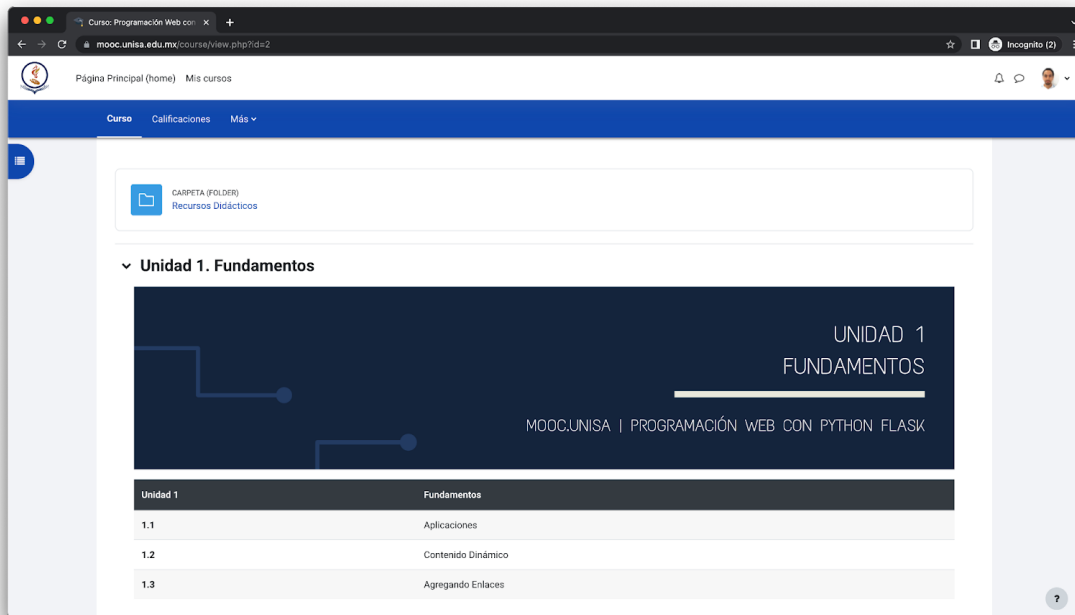 Curso: Programación Web con
mooc.unisa.edu.mx/course/view.php?id=2
Incognito (2)
Página Principal (home) Mis cursos
Curso Calificaciones Más
CARPETA (FOLDER)
Recursos Didácticos
Unidad 1. Fundamentos
UNIDAD 1
FUNDAMENTOS
MOOC.UNISA | PROGRAMACIÓN WEB CON PYTHON FLASK
Unidad 1 Fundamentos
1.1 Aplicaciones
1.2 Contenido Dinámico
1.3 Agregando Enlaces
?